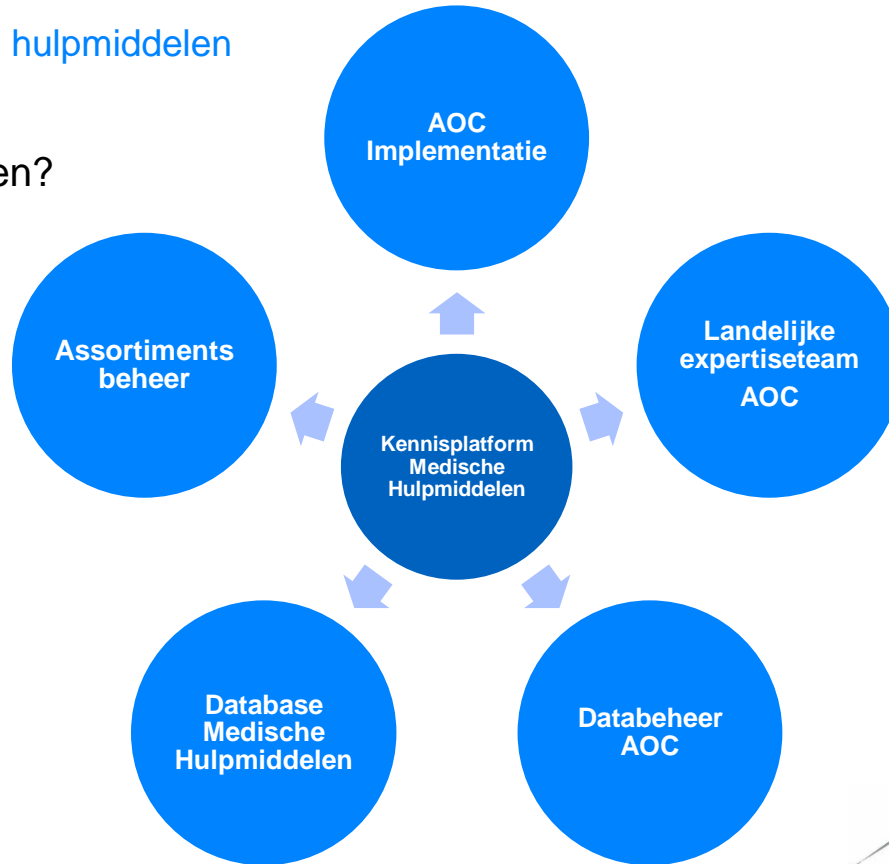 hulpmiddelen
en?
AOC
Implementatie
Assortiments
beheer
Landelijke
expertiseteam
AOC
Kennisplatform
Medische
Hulpmiddelen
Database
Medische
Hulpmiddelen
Databeheer
AOC